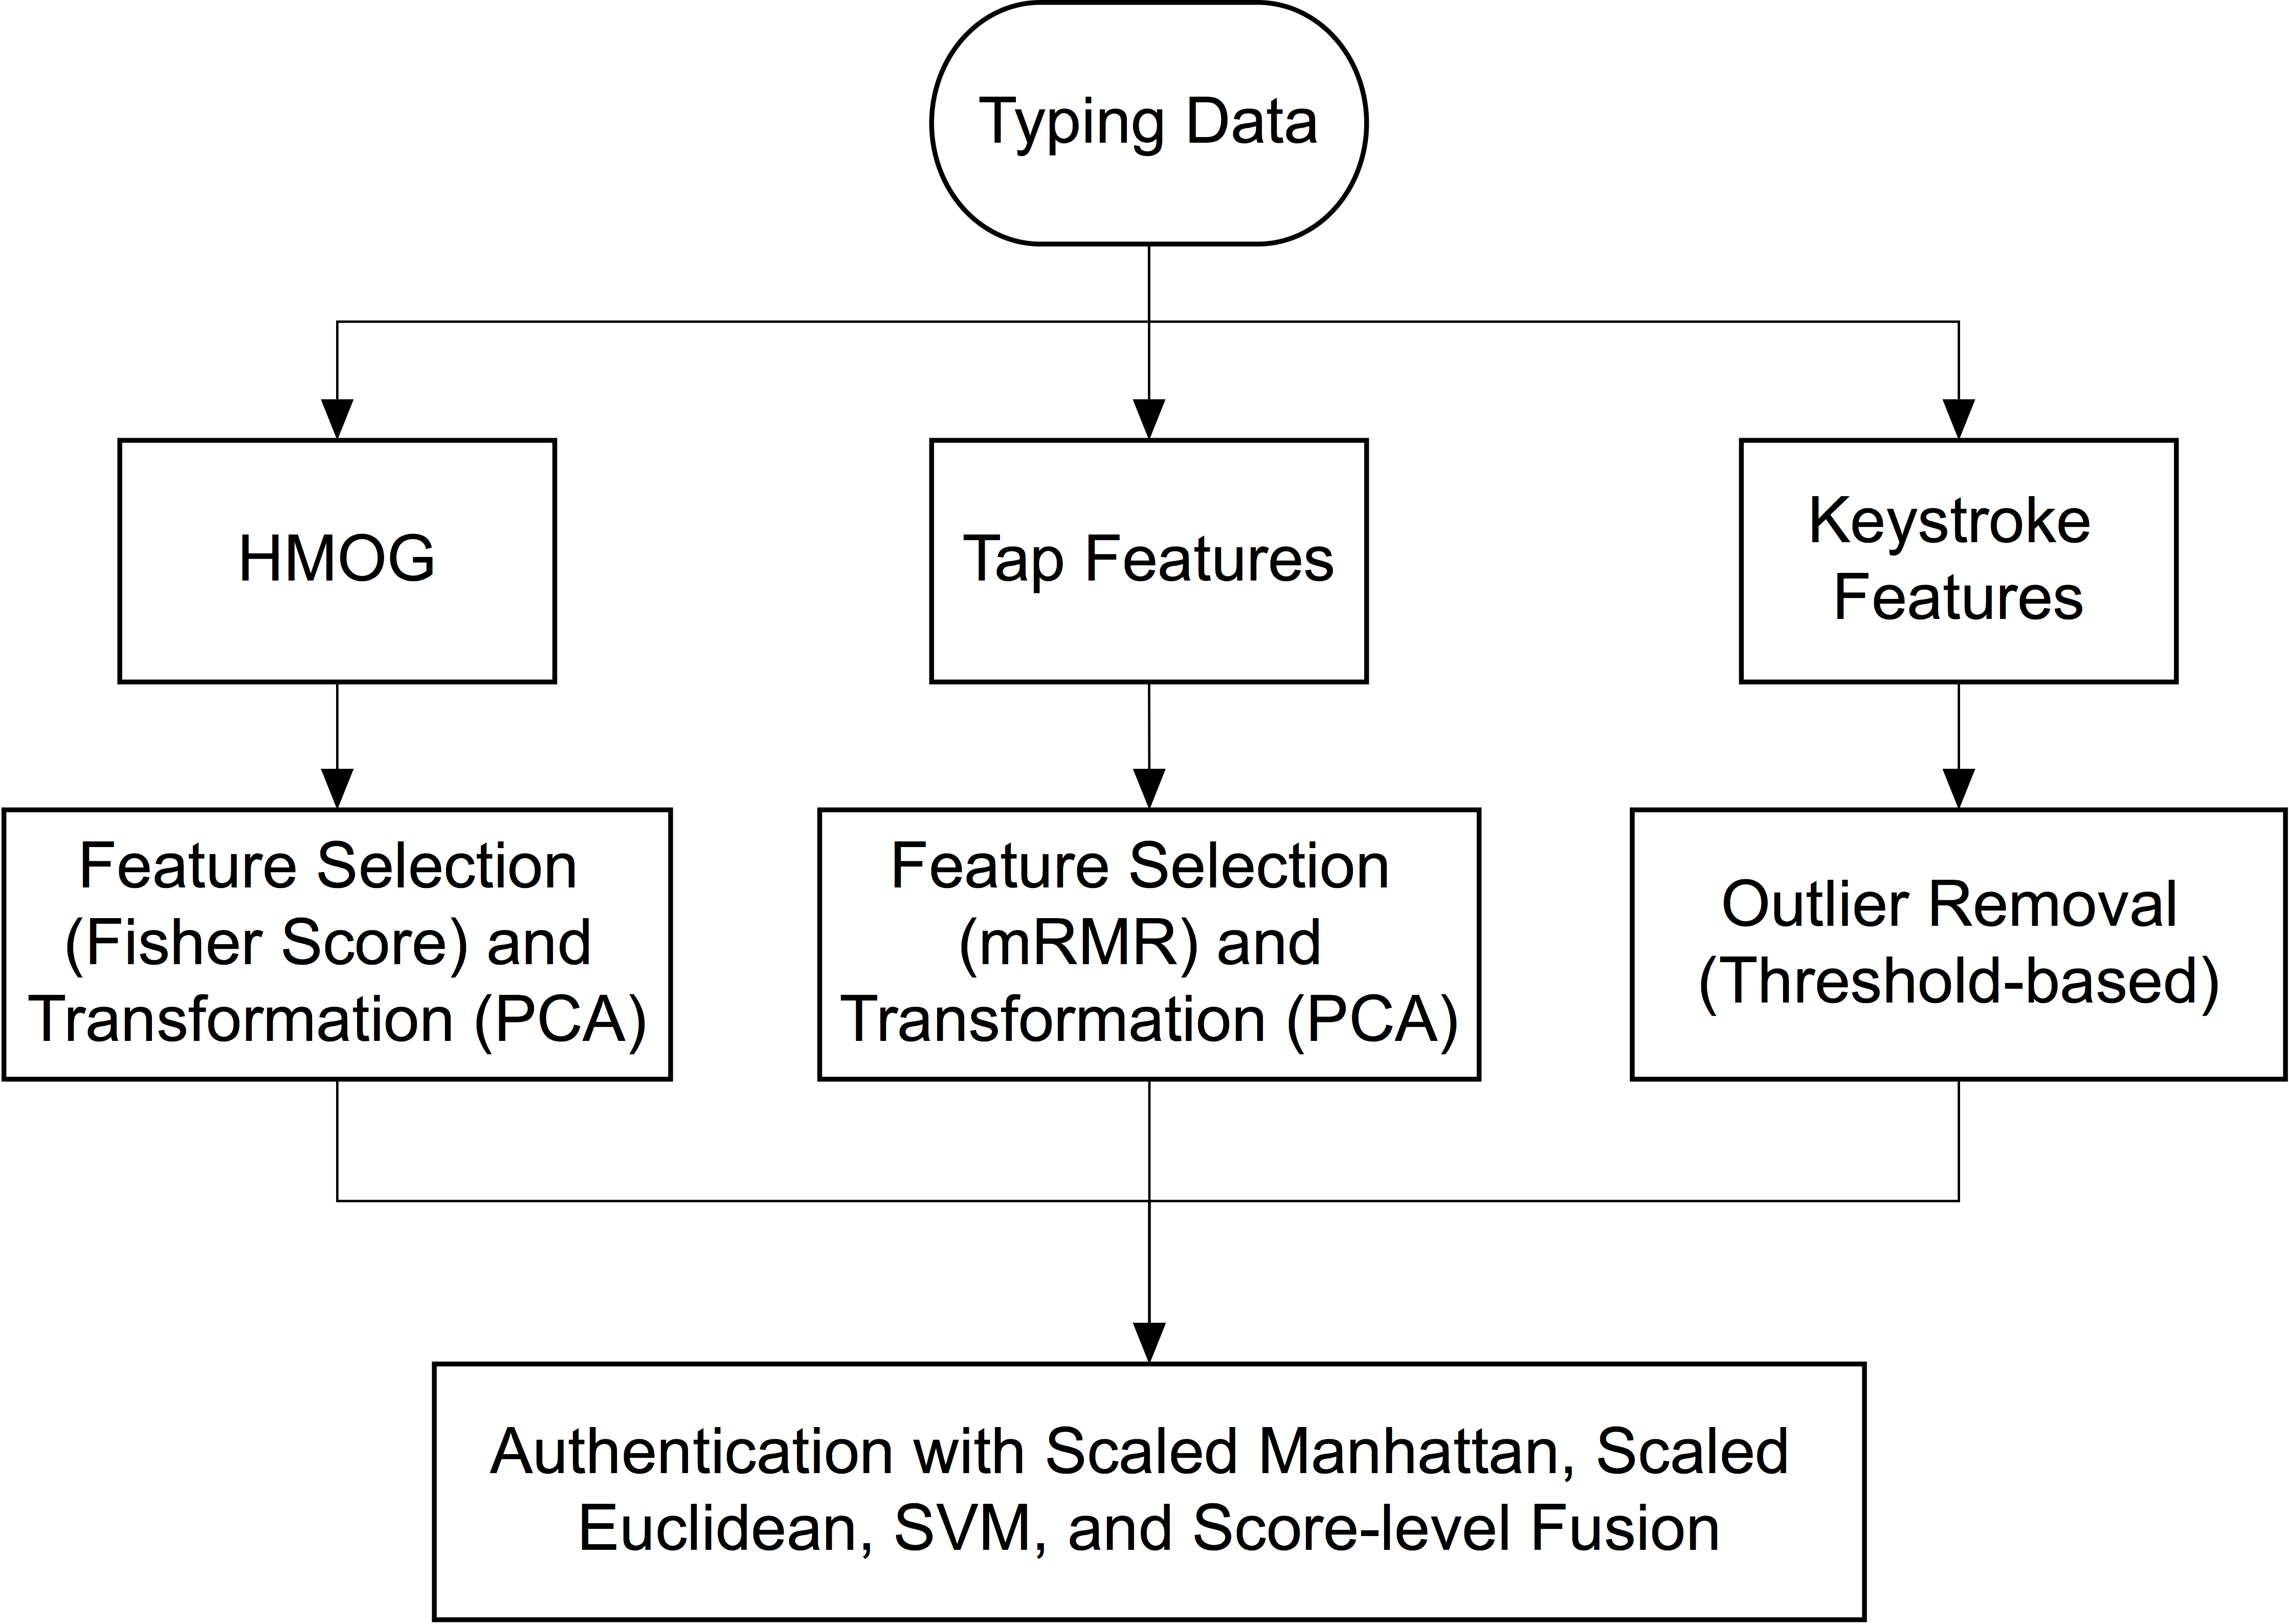 Typing Data
HMOG
Tap Features
Keystroke
Features
Feature Selection
(Fisher Score) and
Transformation (PCA)
Feature Selection
(mRMR) and
Transformation (PCA)
Outlier Removal
(Threshold-based)
Authentication with Scaled Manhattan, Scaled
Euclidean, SVM, and Score-level Fusion